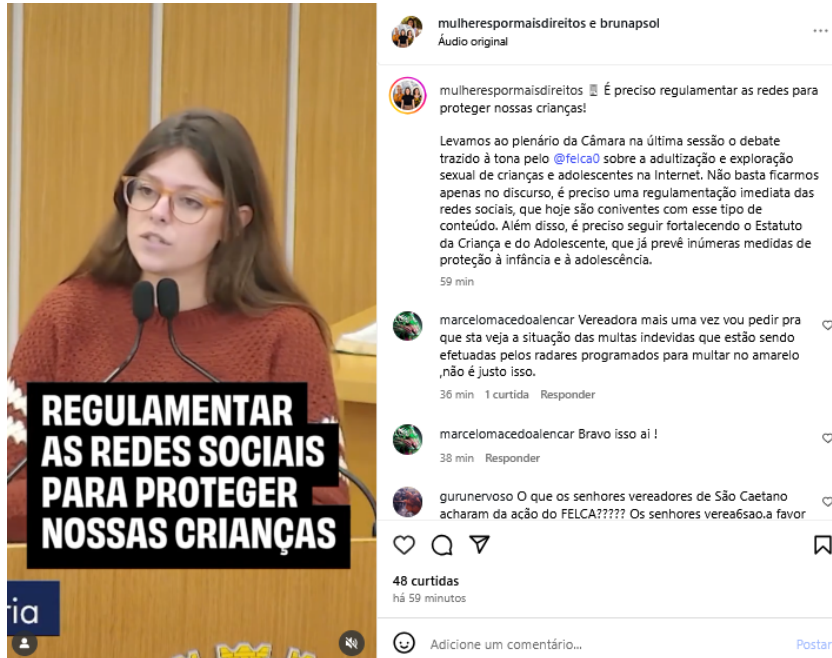 REGULAMENTAR
AS REDES SOCIAIS
PARA PROTEGER
NOSSAS CRIANÇAS
ria
mulherespormaisdireitos e brunapsol
Áudio original
mulherespormaisdireitos É preciso regulamentar as redes para
proteger nossas crianças!
Levamos ao plenário da Câmara na última sessão o debate
trazido à tona pelo @felca0 sobre a adultização e exploração
sexual de crianças e adolescentes na Internet. Não basta ficarmos
apenas no discurso, é preciso uma regulamentação imediata das
redes sociais, que hoje são coniventes com esse tipo de
conteúdo. Além disso, é preciso seguir fortalecendo o Estatuto
da Criança e do Adolescente, que já prevê inúmeras medidas de
proteção à infância e à adolescência.
59 min
marcelomacedoalencar Vereadora mais uma vez vou pedir pra
que sta veja a situação das multas indevidas que estão sendo
efetuadas pelos radares programados para multar no amarelo
,não é justo isso.
36 min 1 curtida Responder
marcelomacedoalencar Bravo isso ai !
38 min Responder
gurunervoso O que os senhores vereadores de São Caetano
acharam da ação do FELCA????? Os senhores verea6sao.a favor
48 curtidas
há 59 minutos
Adicione um comentário...
Postar